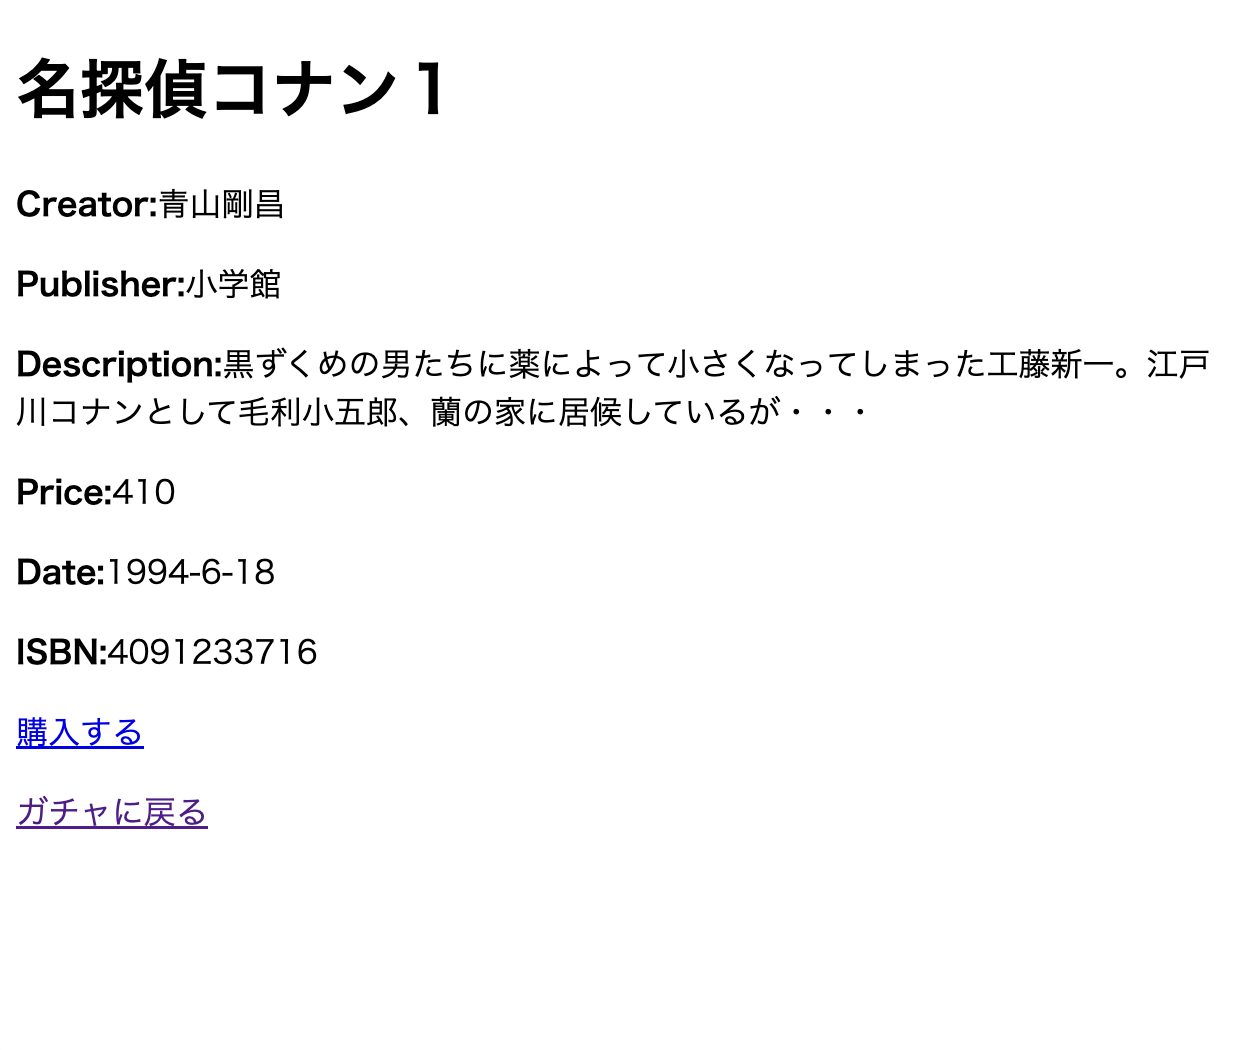 名探偵コナン 1
Creator:青山剛昌
Publisher:小学館
Description:黒ずくめの男たちに薬によって小さくなってしまった工藤新一。江戸
川コナンとして毛利小五郎、蘭の家に居候しているが・・・
Price:410
Date:1994-6-18
ISBN:4091233716
購入する
ガチャに戻る